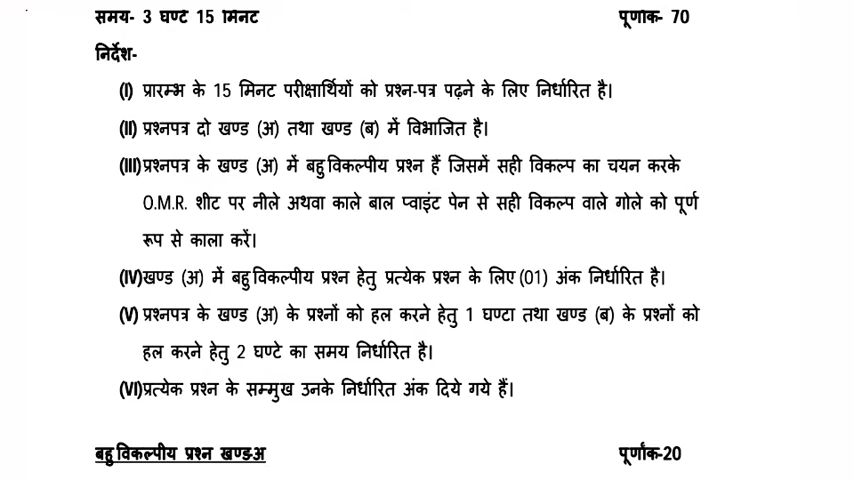 समय- 3 घण्टे 15 मिनट पूर्णांक- 70
निर्देश-
(I) प्रारम्भ के 15 मिनट परीक्षार्थियों को प्रश्न-पत्र पढ़ने के लिए निर्धारित है।
(II) प्रश्नपत्र दो खण्ड (अ) तथा खण्ड (ब) में विभाजित है।
(III)प्रश्नपत्र के खण्ड (अ) में बहुविकल्पीय प्रश्न हैं जिसमें सही विकल्प का चयन करके
O.M.R. शीट पर नीले अथवा काले बाल प्वाइंट पेन से सही विकल्प वाले गोले को पूर्ण
रूप से काला करें।
(IV)खण्ड (अ) में बहुविकल्पीय प्रश्न हेतु प्रत्येक प्रश्न के लिए (01) अंक निर्धारित है।
(V) प्रश्नपत्र के खण्ड (अ) के प्रश्नों को हल करने हेतु 1 घण्टा तथा खण्ड (ब) के प्रश्नों को
हल करने हेतु 2 घण्टे का समय निर्धारित है।
(VI)प्रत्येक प्रश्न के सम्मुख उनके निर्धारित अंक दिये गये हैं।
बहुविकल्पीय प्रश्न खण्ड-अ पूर्णांक-20